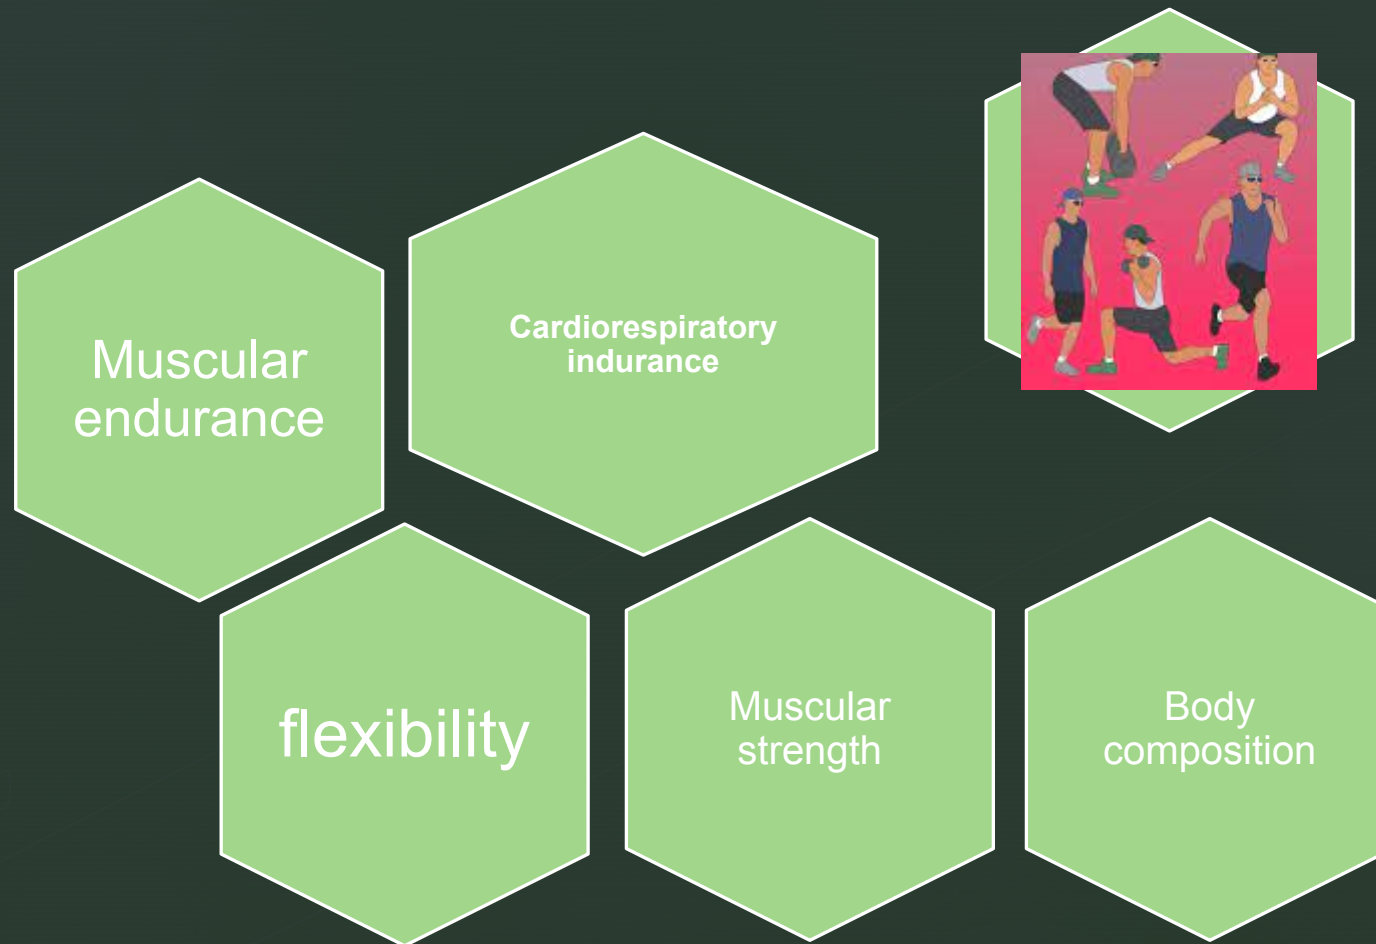 Muscular
endurance
Cardiorespiratory
indurance
flexibility
Muscular
strength
Body
composition